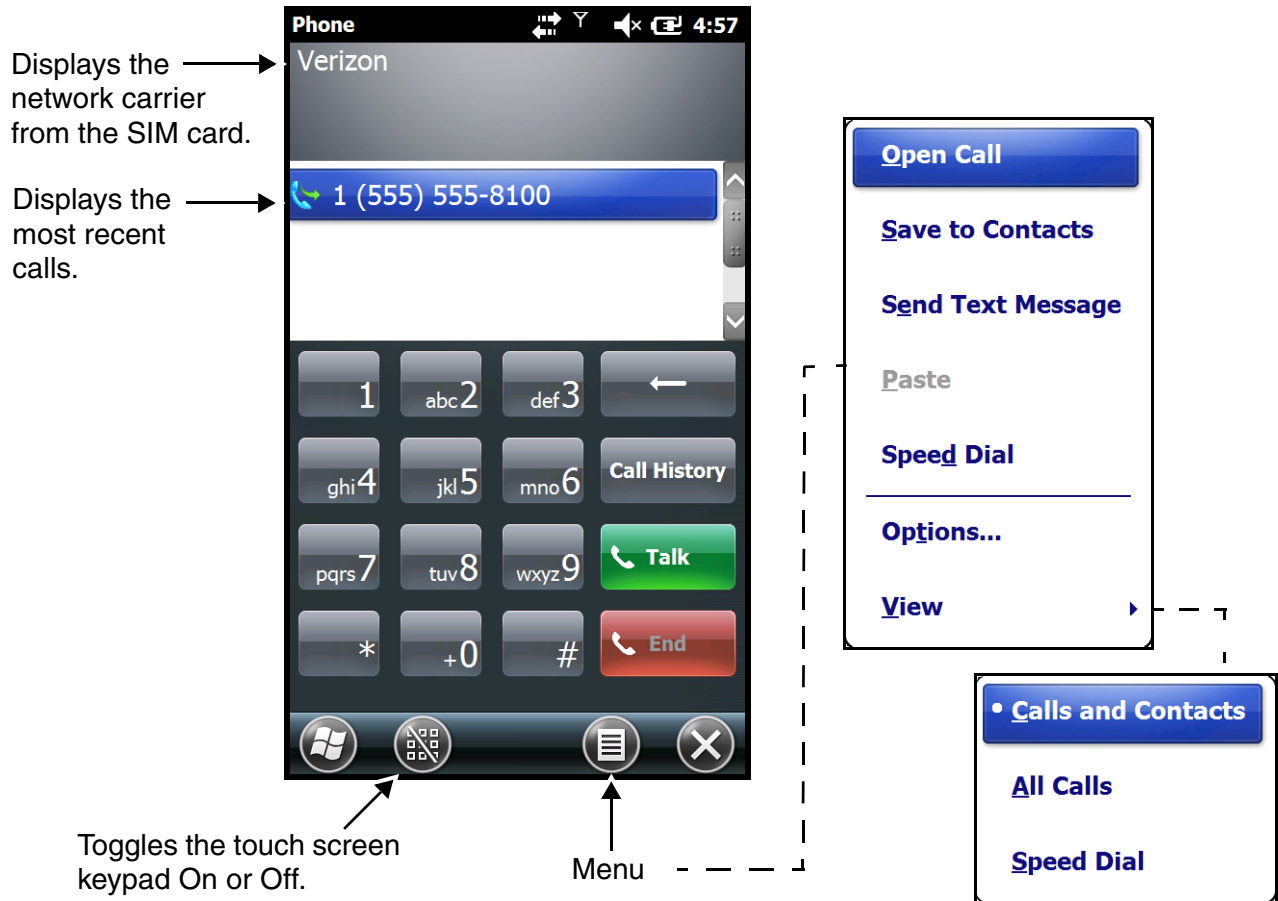 Phone 4:57
Displays the
network carrier
from the SIM card.
Verizon
Displays the
most recent
calls.
1 (555) 555-8100
1 abc2 def3 ←
ghi4 jkl5 mno6 Call History
pqrs7 tuv8 wxyz9 Talk
* +0 # End
Toggles the touch screen
keypad On or Off.
Menu
Open Call
Save to Contacts
Send Text Message
Paste
Speed Dial
Options...
View
Calls and Contacts
All Calls
Speed Dial